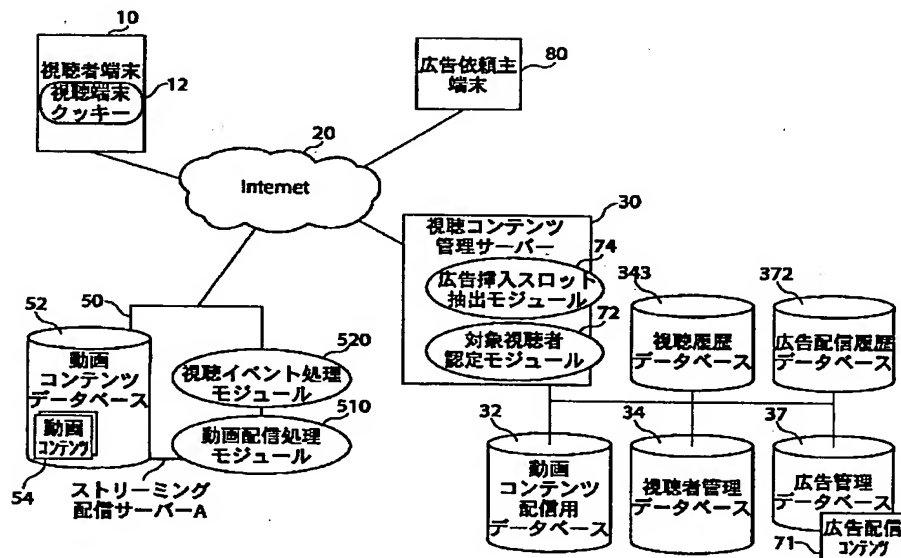 10
視聴者端末
12
視聴端末
クッキー
80
広告依頼主
端末
20
Internet
30
視聴コンテンツ
管理サーバー
74
広告挿入スロット
抽出モジュール
72
対象視聴者
認定モジュール
343
視聴履歴
データベース
372
広告配信履歴
データベース
52
50
動画
コンテンツ
データベース
動画
コンテンツ
54
520
視聴イベント処理
モジュール
510
動画配信処理
モジュール
ストリーミング
配信サーバーA
32
動画
コンテンツ
配信用
データベース
34
視聴者管理
データベース
37
広告管理
データベース
71
広告配信
コンテンツ